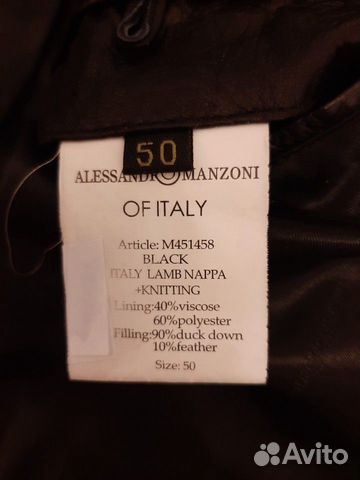 50
ALESSANDRO MANZONI
OF ITALY
Article: M451458
BLACK
ITALY LAMB NAPPA
+KNITTING
Lining:40%viscose
60%polyester
Filling:90%duck down
10%feather
Size: 50
Avito